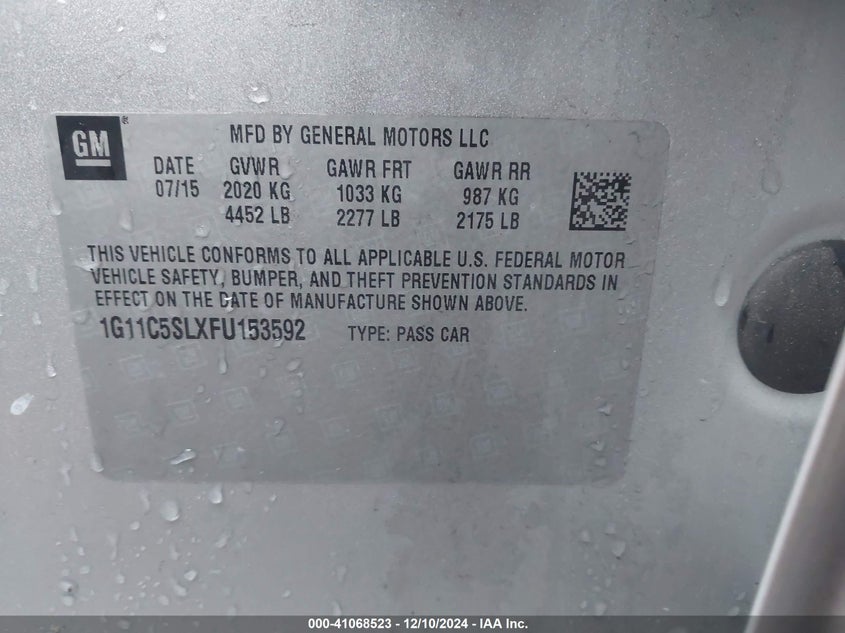 GM®
MFD BY GENERAL MOTORS LLC
DATE GVWR GAWR FRT GAWR RR
07/15 2020 KG 1033 KG 987 KG
4452 LB 2277 LB 2175 LB
THIS VEHICLE CONFORMS TO ALL APPLICABLE U.S. FEDERAL MOTOR
VEHICLE SAFETY, BUMPER, AND THEFT PREVENTION STANDARDS IN
EFFECT ON THE DATE OF MANUFACTURE SHOWN ABOVE.
1G11C5SLXFU153592 TYPE: PASS CAR
000-41068523 - 12/10/2024 - IAA Inc.